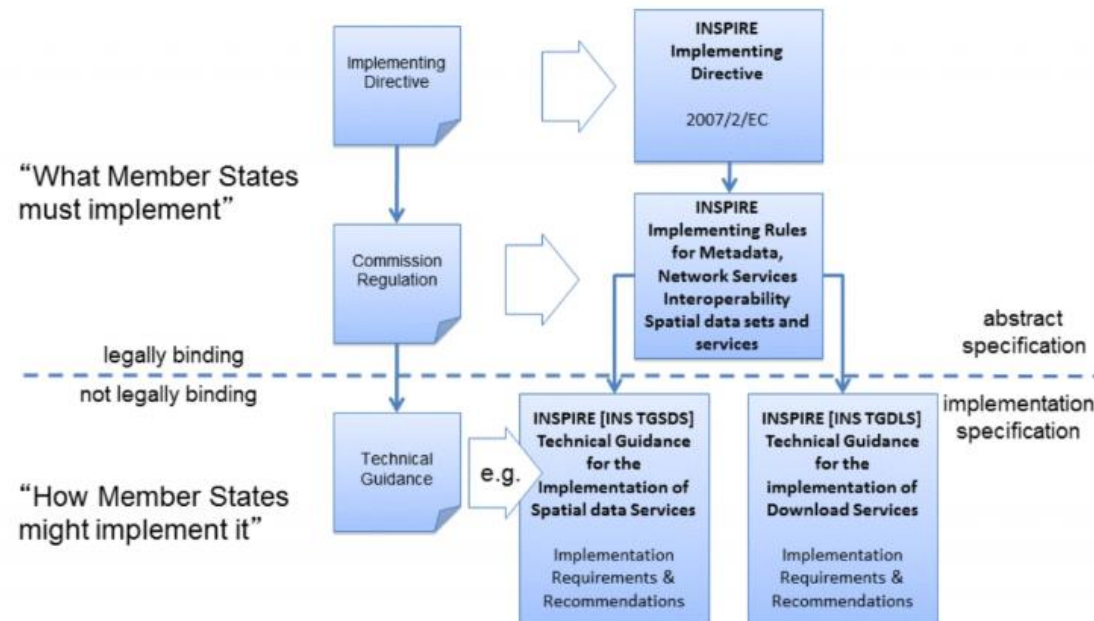 Implementing
Directive
INSPIRE
Implementing
Directive
2007/2/EC
“What Member States
must implement”
Commission
Regulation
INSPIRE
Implementing Rules
for Metadata,
Network Services
Interoperability
Spatial data sets and
services
abstract
specification
legally binding
not legally binding
implementation
specification
Technical
Guidance
e.g.
“How Member States
might implement it”
INSPIRE [INS TGSDS]
Technical Guidance
for the
Implementation of
Spatial data Services
Implementation
Requirements &
Recommendations
INSPIRE [INS TGDLS]
Technical Guidance
for the
implementation of
Download Services
Implementation
Requirements &
Recommendations